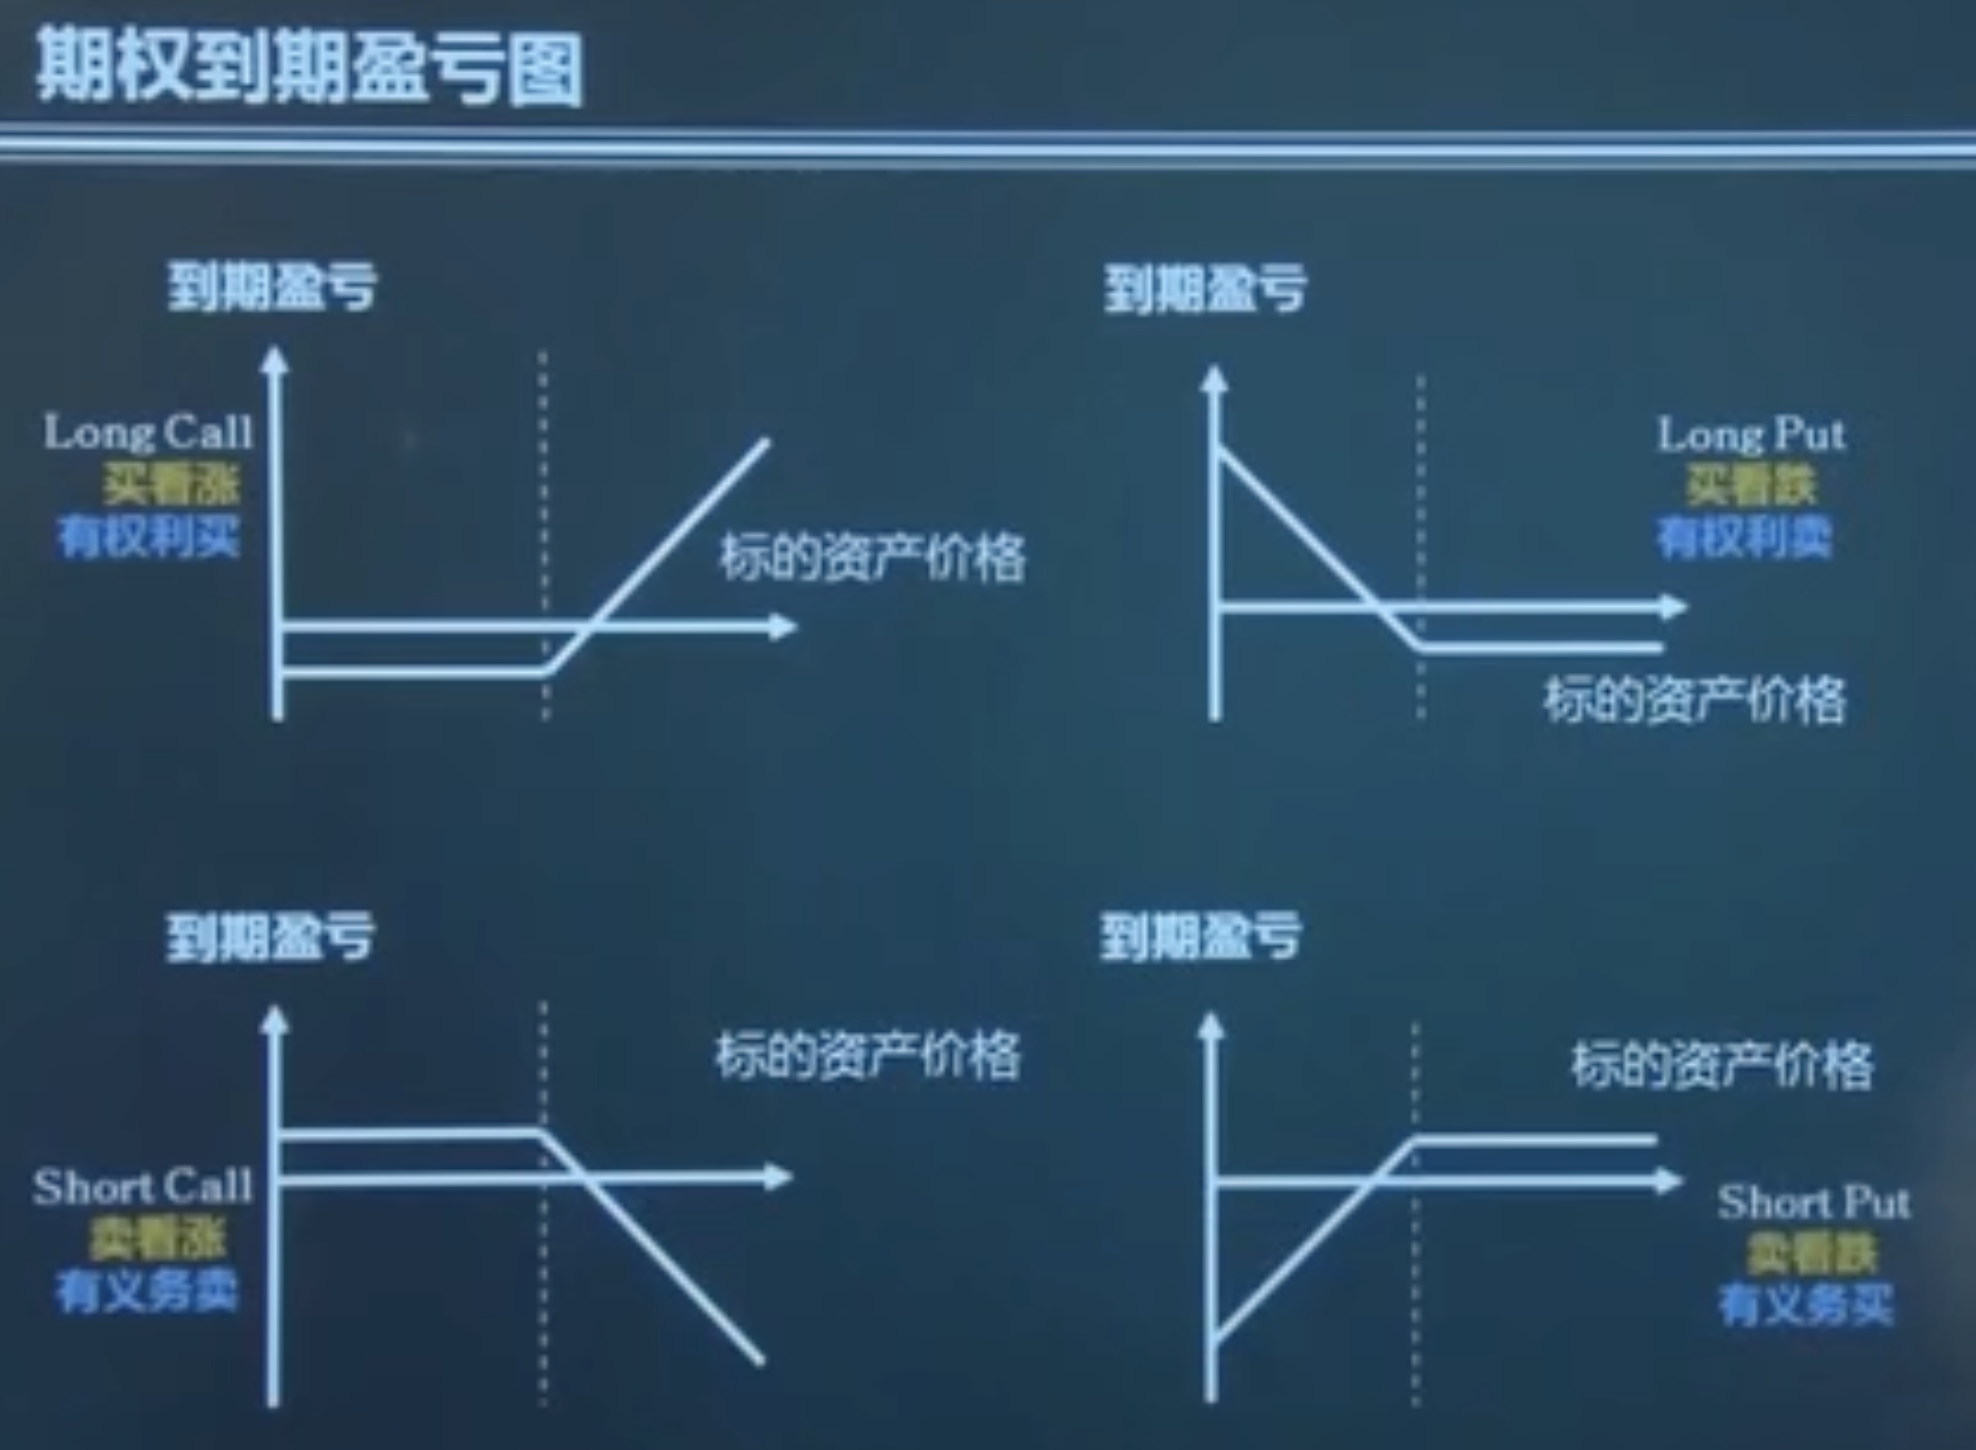 期权到期盈亏图
到期盈亏
Long Call
买看涨
有权利买
标的资产价格
到期盈亏
Long Put
买看跌
有权利卖
标的资产价格
到期盈亏
标的资产价格
Short Call
卖看涨
有义务卖
到期盈亏
标的资产价格
Short Put
卖看跌
有义务买